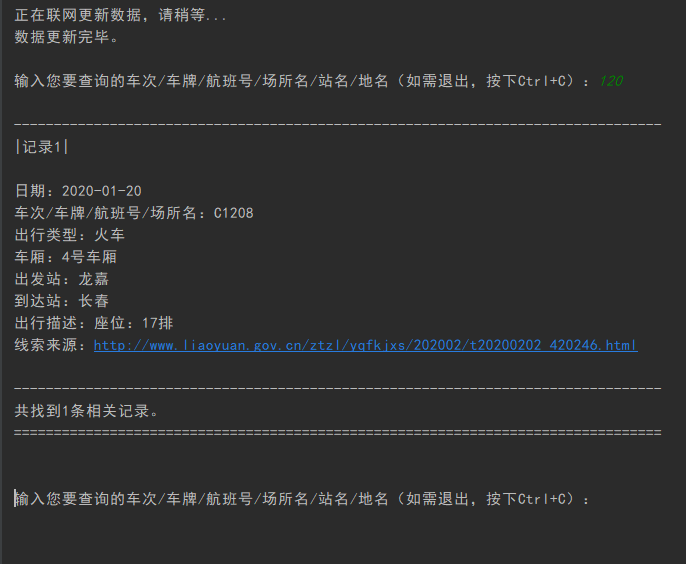 正在联网更新数据，请稍等...
数据更新完毕。
输入您要查询的车次/车牌/航班号/场所名/站名/地名（如需退出，按下Ctrl+C）：120
--------------------------------------------------------------------------------
|记录1|
日期：2020-01-20
车次/车牌/航班号/场所名：C1208
出行类型：火车
车厢：4号车厢
出发站：龙嘉
到达站：长春
出行描述：座位：17排
线索来源：http://www.liaoyuan.gov.cn/ztzl/yqfkjxs/202002/t20200202_420246.html
--------------------------------------------------------------------------------
共找到1条相关记录。
================================================================================
输入您要查询的车次/车牌/航班号/场所名/站名/地名（如需退出，按下Ctrl+C）：